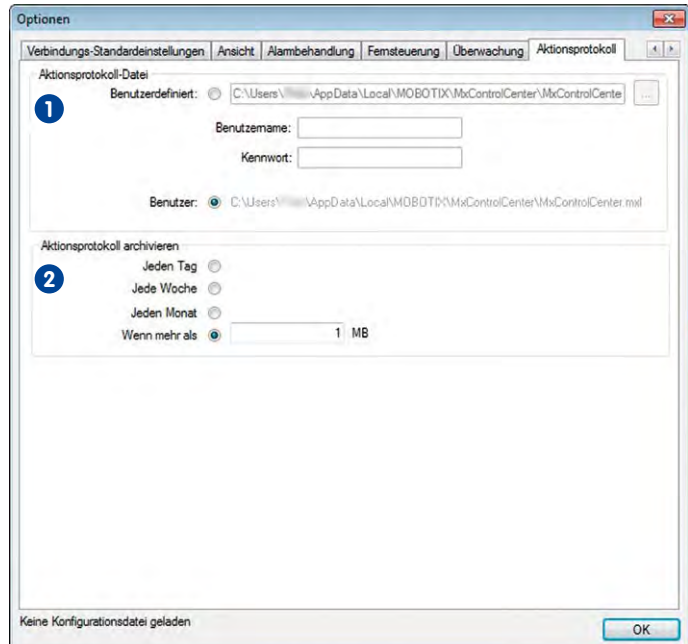 Optionen
Verbindungs-Standardeinstellungen Ansicht Alarmbehandlung Fernsteuerung Überwachung Aktionsprotokoll
Aktionsprotokoll-Datei
1
Benutzerdefiniert: C:\Users\ \AppData\Local\MOBOTIX\MxControlCenter\MxControlCente ...
Benutzername:
Kennwort:
Benutzer: C:\Users\ \AppData\Local\MOBOTIX\MxControlCenter\MxControlCenter.mxl
Aktionsprotokoll archivieren
2
Jeden Tag
Jede Woche
Jeden Monat
Wenn mehr als 1 MB
Keine Konfigurationsdatei geladen
OK